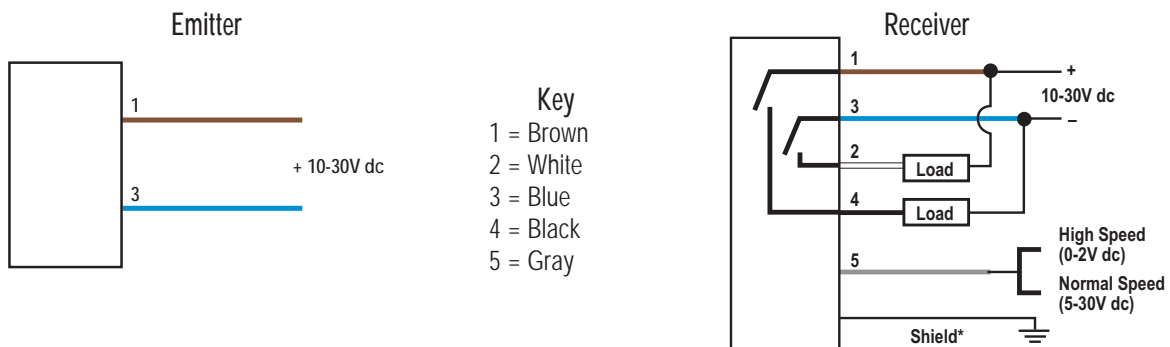 Emitter
1
+ 10-30V dc
3
Key
1 = Brown
2 = White
3 = Blue
4 = Black
5 = Gray
Receiver
1
+
10-30V dc
3
–
2
Load
4
Load
5
High Speed
(0-2V dc)
Normal Speed
(5-30V dc)
Shield*